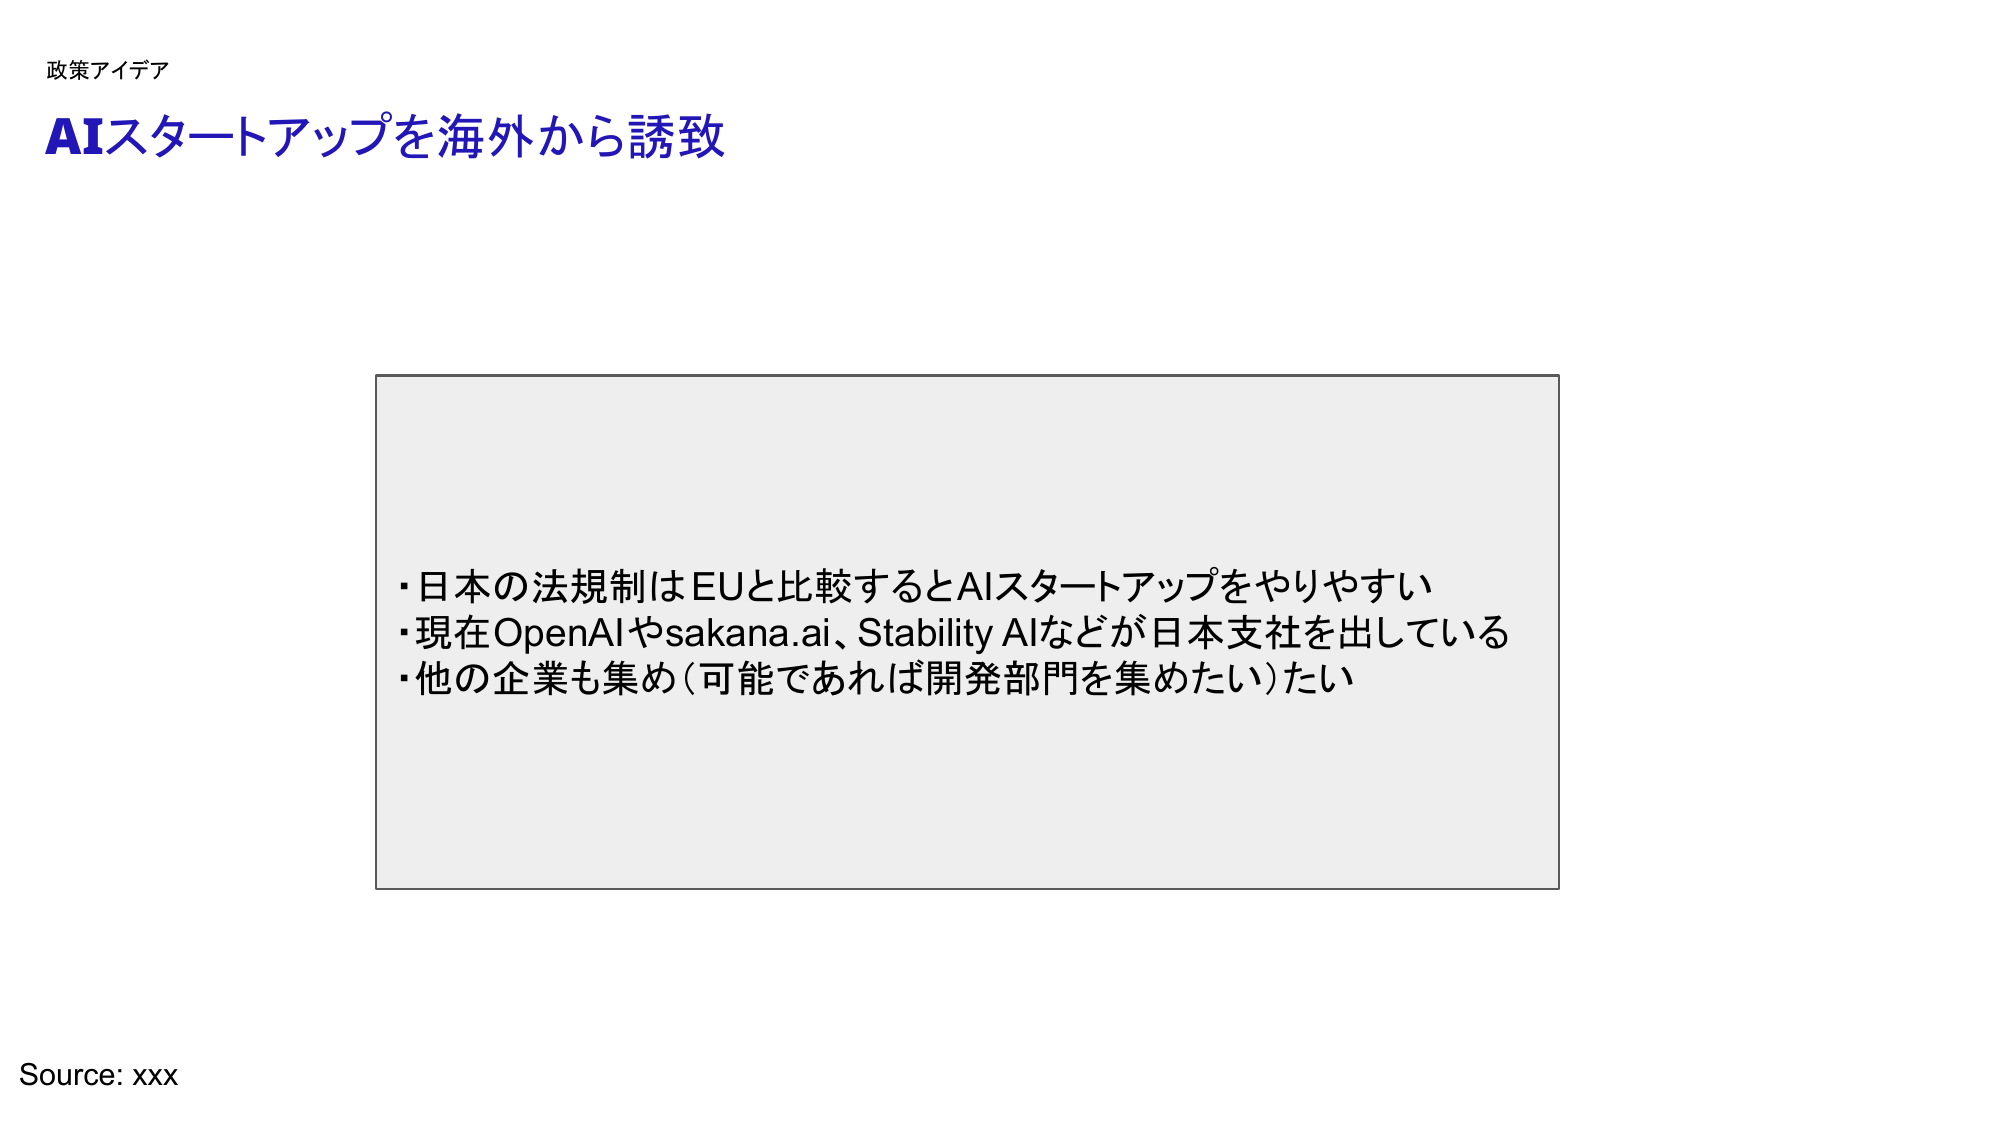 政策アイデア
AIスタートアップを海外から誘致
・日本の法規制はEUと比較するとAIスタートアップをやりやすい
・現在OpenAIやsakana.ai、Stability AIなどが日本支社を出している
・他の企業も集め（可能であれば開発部門を集めたい）たい
Source: xxx